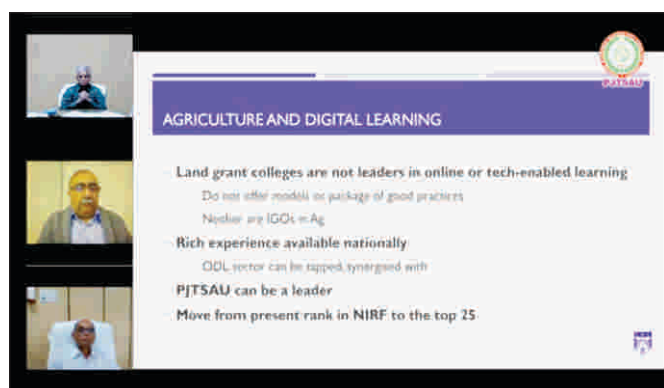 PJTSAU
AGRICULTURE AND DIGITAL LEARNING
Land grant colleges are not leaders in online or tech-enabled learning
Do not offer models or package of good practices
Neither are IGOs in Ag
Rich experience available nationally
ODL sector can be tapped, synergised with
PJTSAU can be a leader
Move from present rank in NIRF to the top 25